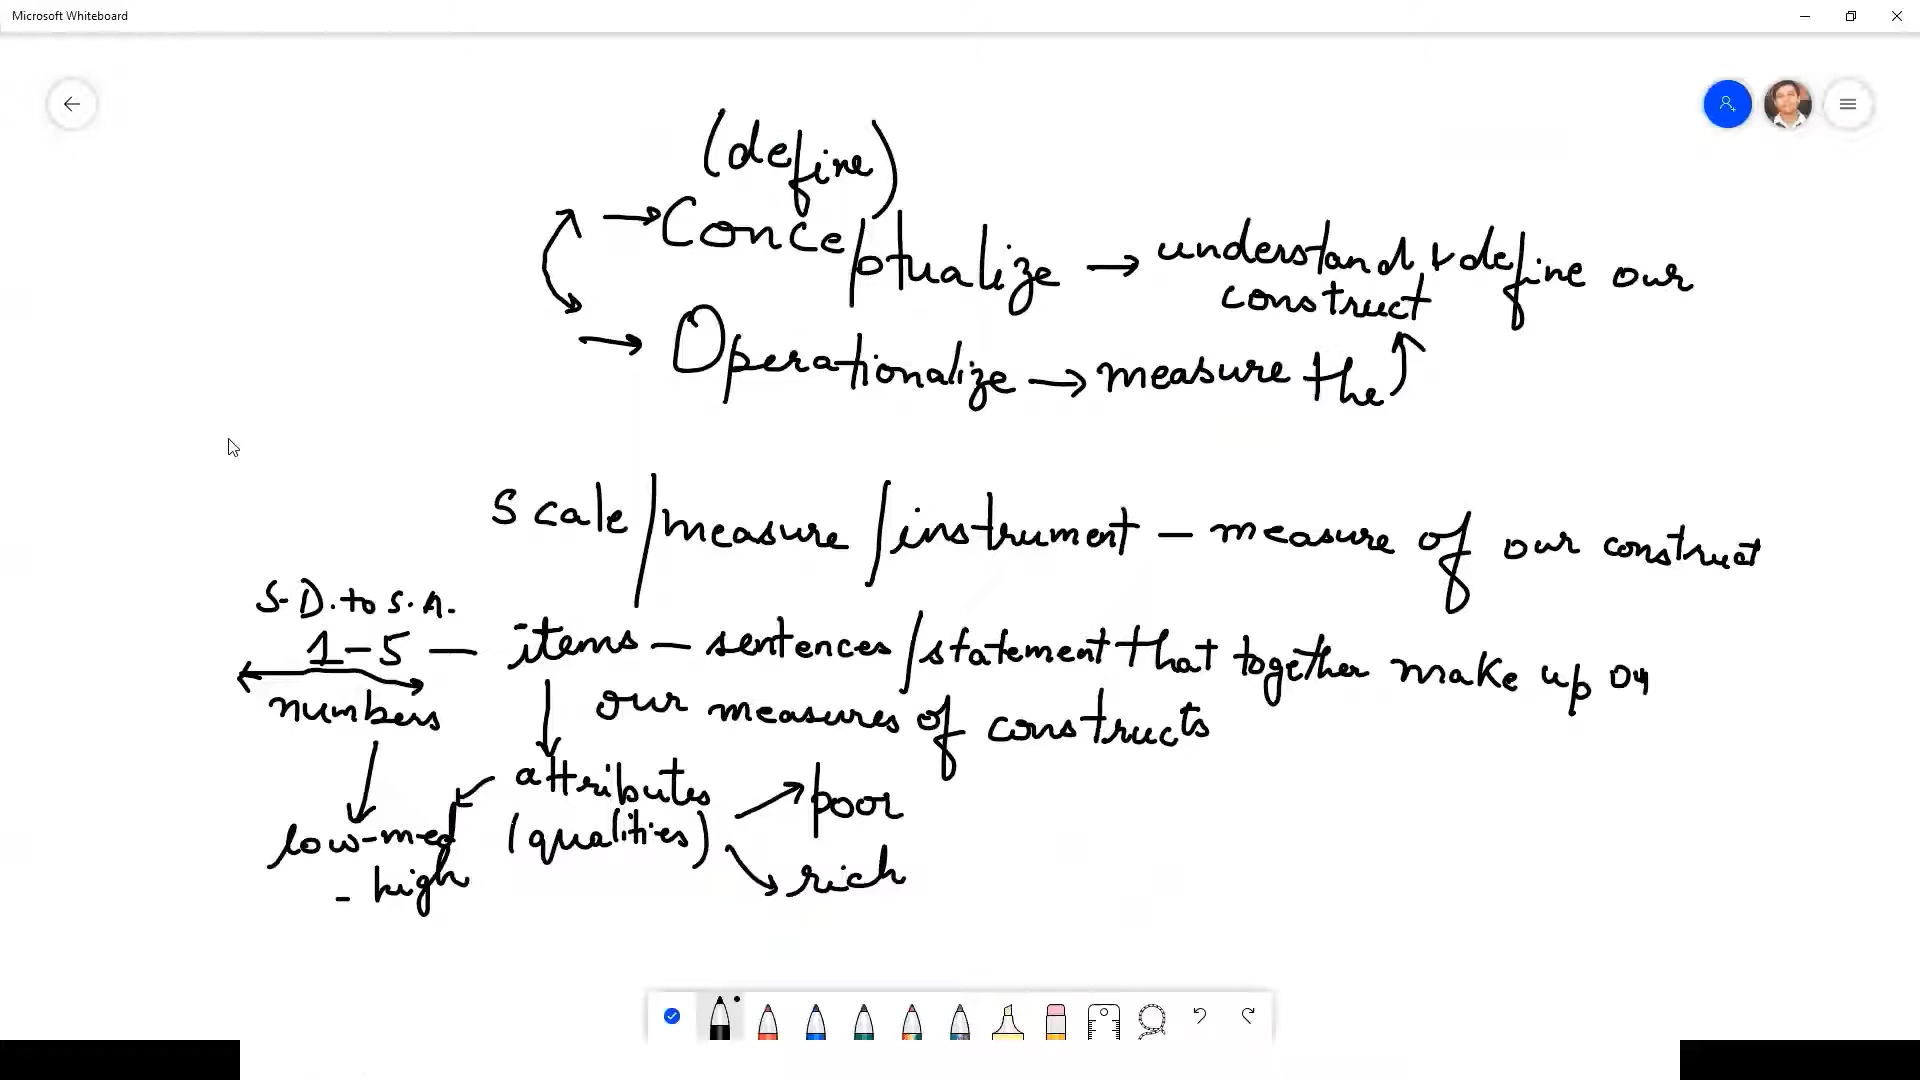 Microsoft Whiteboard
(define)
→ Conceptualize → understand & define our
construct
→ Operationalize → measure the
Scale/measure/instrument – measure of our construct
S.D. to S.A.
1–5 — items – sentences/statement that together make up ou
numbers
our measures of constructs
attributes
(qualities)
poor
rich
low-med
- high